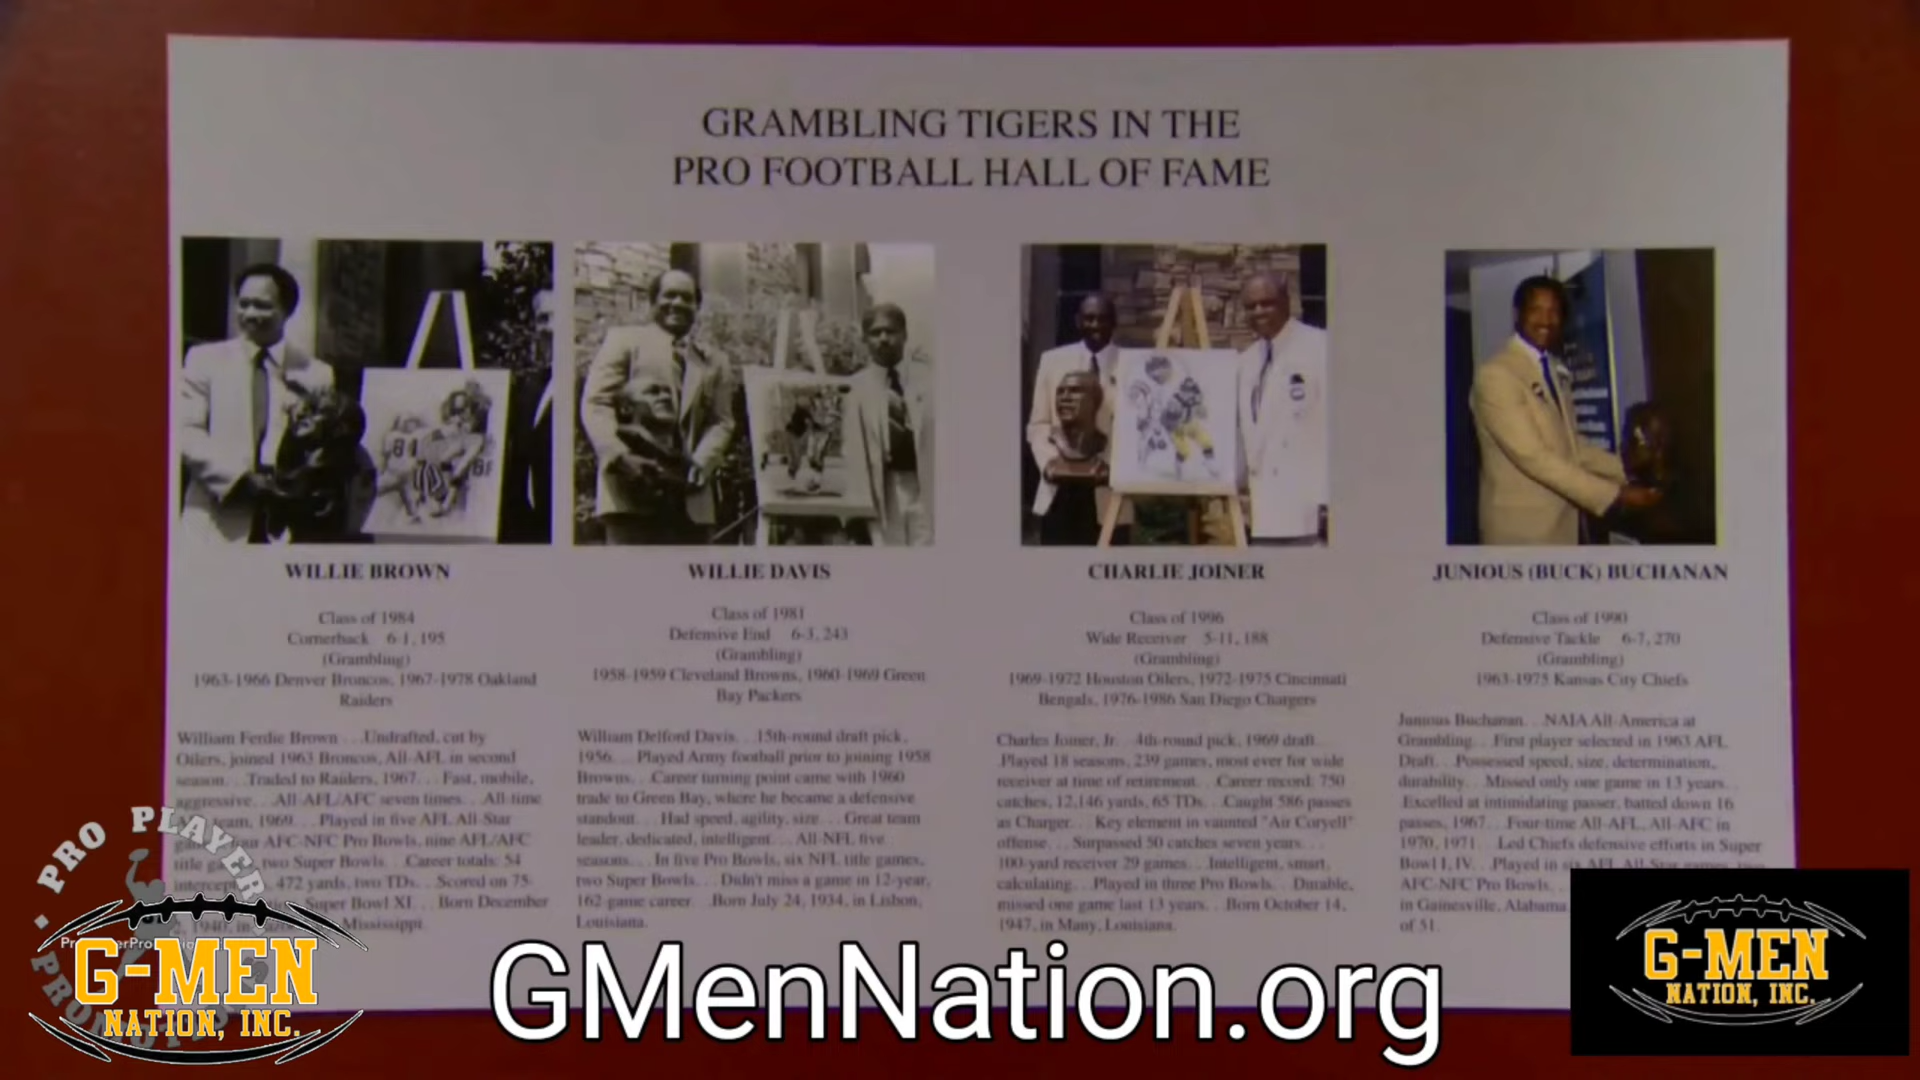 GRAMBLING TIGERS IN THE
PRO FOOTBALL HALL OF FAME
84
WILLIE BROWN
Class of 1984
Cornerback 6-1, 195
(Grambling)
1963-1966 Denver Broncos, 1967-1978 Oakland
Raiders
William Ferdie Brown . . . Undrafted, cut by
Oilers, joined 1963 Broncos, All-AFL in second
season. . . Traded to Raiders, 1967. . . Fast, mobile,
aggressive. . . All-AFL/AFC seven times. . . All-time
team, 1969. . . Played in five AFL All-Star
AFC-NFC Pro Bowls, nine AFL/AFC
title two Super Bowls. . . Career totals: 54
472 yards, two TDs. . . Scored on 75-
Super Bowl XI. . . Born December
1940, in Mississippi.
WILLIE DAVIS
Class of 1981
Defensive End 6-3, 243
(Grambling)
1958-1959 Cleveland Browns, 1960-1969 Green
Bay Packers
William Delford Davis. . . 15th-round draft pick,
1956. . . Played Army football prior to joining 1958
Browns. . . Career turning point came with 1960
trade to Green Bay, where he became a defensive
standout. . . Had speed, agility, size. . . Great team
leader, dedicated, intelligent. . . All-NFL five
seasons. . . In five Pro Bowls, six NFL title games,
two Super Bowls. . . Didn't miss a game in 12-year,
162-game career. . . Born July 24, 1934, in Lisbon,
Louisiana.
CHARLIE JOINER
Class of 1996
Wide Receiver 5-11, 188
(Grambling)
1969-1972 Houston Oilers, 1972-1975 Cincinnati
Bengals, 1976-1986 San Diego Chargers
Charles Joiner, Jr. . . 4th-round pick, 1969 draft. . .
Played 18 seasons, 239 games, most ever for wide
receiver at time of retirement. . . Career record: 750
catches, 12,146 yards, 65 TDs. . . Caught 586 passes
as Charger. . . Key element in vaunted "Air Coryell"
offense. . . Surpassed 50 catches seven years. . .
100-yard receiver 29 games. . . Intelligent, smart,
calculating. . . Played in three Pro Bowls. . . Durable,
missed one game last 13 years. . . Born October 14,
1947, in Many, Louisiana.
JUNIOUS (BUCK) BUCHANAN
Class of 1990
Defensive Tackle 6-7, 270
(Grambling)
1963-1975 Kansas City Chiefs
Junious Buchanan. . . NAIA All-America at
Grambling. . . First player selected in 1963 AFL
Draft. . . Possessed speed, size, determination,
durability. . . Missed only one game in 13 years. . .
Excelled at intimidating passer, batted down 16
passes, 1967. . . Four-time All-AFL, All-AFC in
1970, 1971. . . Led Chiefs defensive efforts in Super
Bowl I, IV. . . Played in six AFL All-Star games, two
AFC-NFC Pro Bowls. . .
in Gainesville, Alabama
of 51.
PRO PLAYER
G-MEN
NATION, INC.
GMenNation.org
G-MEN
NATION, INC.